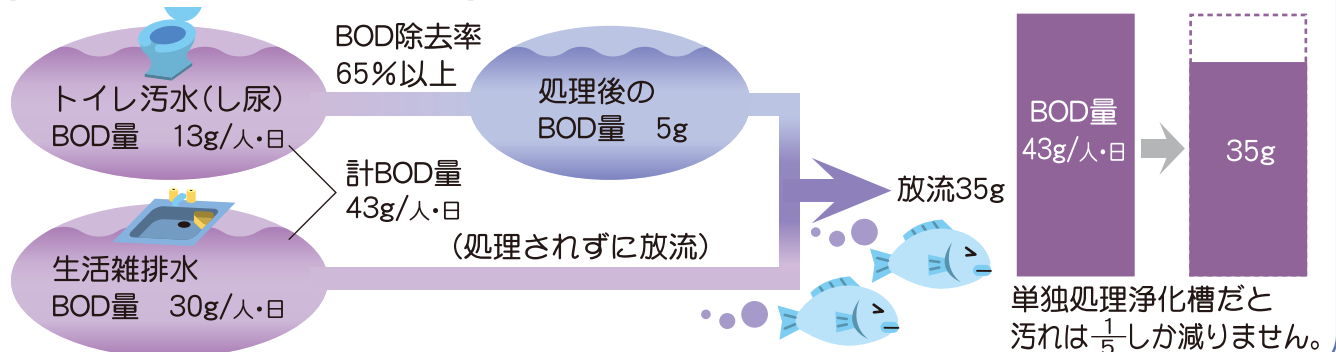 トイレ汚水(し尿)
BOD量　13g/人・日
BOD除去率
65%以上
処理後の
BOD量　5g
計BOD量
43g/人・日
生活雑排水
BOD量　30g/人・日
(処理されずに放流)
放流35g
BOD量
43g/人・日
35g
単独処理浄化槽だと
汚れは1/5しか減りません。